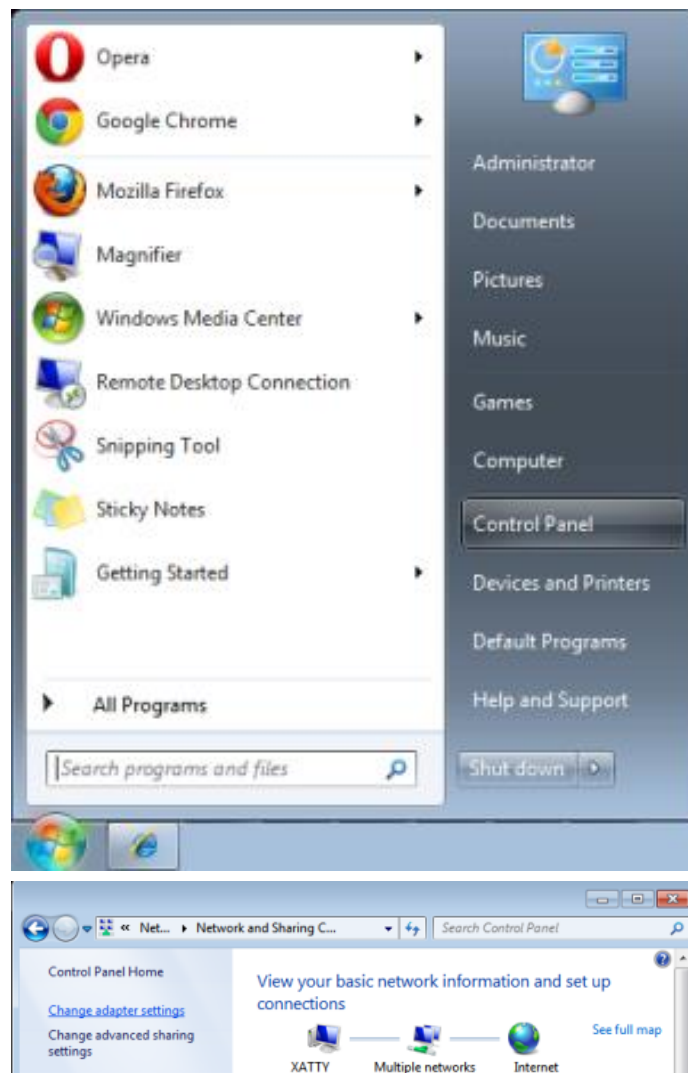 Opera
Google Chrome
Mozilla Firefox
Magnifier
Windows Media Center
Remote Desktop Connection
Snipping Tool
Sticky Notes
Getting Started
All Programs
Search programs and files
Administrator
Documents
Pictures
Music
Games
Computer
Control Panel
Devices and Printers
Default Programs
Help and Support
Shut down
« Net... Network and Sharing C...
Search Control Panel
Control Panel Home
Change adapter settings
Change advanced sharing
settings
View your basic network information and set up
connections
See full map
XATTY Multiple networks Internet